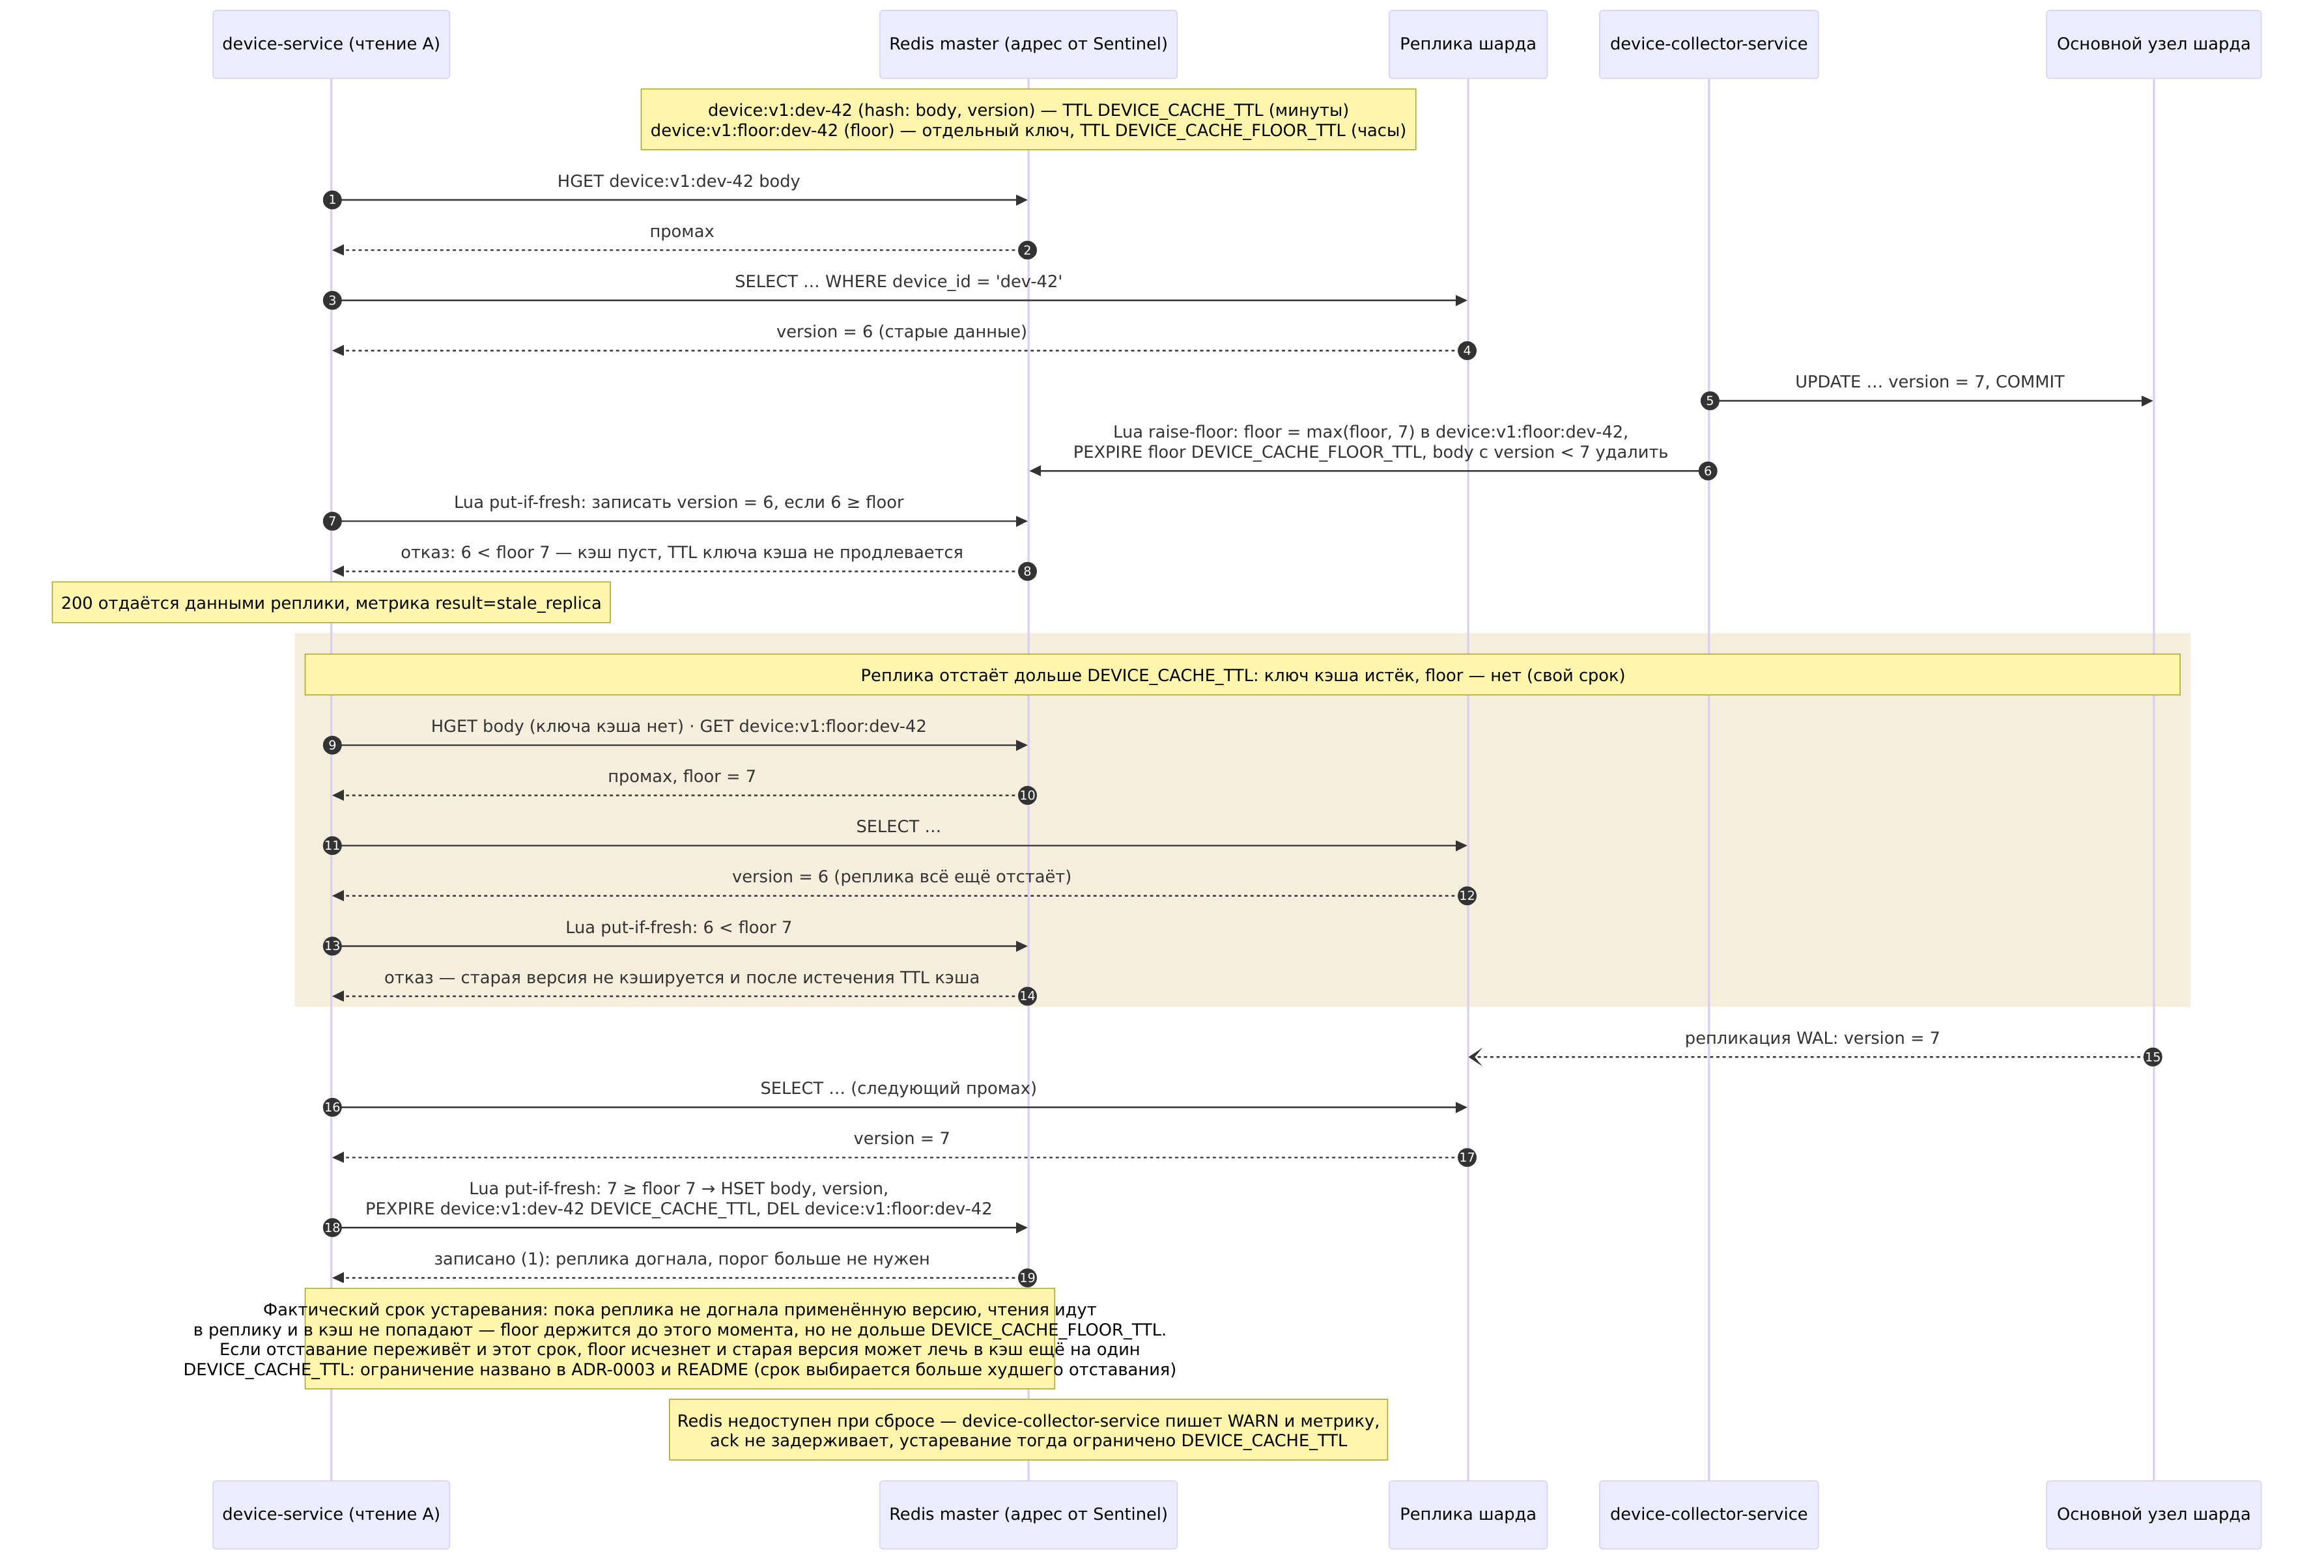 device-service (чтение A)
Redis master (адрес от Sentinel)
Реплика шарда
device-collector-service
Основной узел шарда
device:v1:dev-42 (hash: body, version) — TTL DEVICE_CACHE_TTL (минуты)
device:v1:floor:dev-42 (floor) — отдельный ключ, TTL DEVICE_CACHE_FLOOR_TTL (часы)
HGET device:v1:dev-42 body
1
промах
2
SELECT … WHERE device_id = 'dev-42'
3
version = 6 (старые данные)
4
UPDATE … version = 7, COMMIT
5
Lua raise-floor: floor = max(floor, 7) в device:v1:floor:dev-42,
PEXPIRE floor DEVICE_CACHE_FLOOR_TTL, body с version < 7 удалить
6
Lua put-if-fresh: записать version = 6, если 6 ≥ floor
7
отказ: 6 < floor 7 — кэш пуст, TTL ключа кэша не продлевается
8
200 отдаётся данными реплики, метрика result=stale_replica
Реплика отстаёт дольше DEVICE_CACHE_TTL: ключ кэша истёк, floor — нет (свой срок)
HGET body (ключа кэша нет) · GET device:v1:floor:dev-42
9
промах, floor = 7
10
SELECT …
11
version = 6 (реплика всё ещё отстаёт)
12
Lua put-if-fresh: 6 < floor 7
13
отказ — старая версия не кэшируется и после истечения TTL кэша
14
репликация WAL: version = 7
15
SELECT … (следующий промах)
16
version = 7
17
Lua put-if-fresh: 7 ≥ floor 7 → HSET body, version,
PEXPIRE device:v1:dev-42 DEVICE_CACHE_TTL, DEL device:v1:floor:dev-42
18
записано (1): реплика догнала, порог больше не нужен
19
Фактический срок устаревания: пока реплика не догнала применённую версию, чтения идут
в реплику и в кэш не попадают — floor держится до этого момента, но не дольше DEVICE_CACHE_FLOOR_TTL.
Если отставание переживёт и этот срок, floor исчезнет и старая версия может лечь в кэш ещё на один
DEVICE_CACHE_TTL: ограничение названо в ADR-0003 и README (срок выбирается больше худшего отставания)
Redis недоступен при сбросе — device-collector-service пишет WARN и метрику,
ack не задерживает, устаревание тогда ограничено DEVICE_CACHE_TTL
device-service (чтение A)
Redis master (адрес от Sentinel)
Реплика шарда
device-collector-service
Основной узел шарда